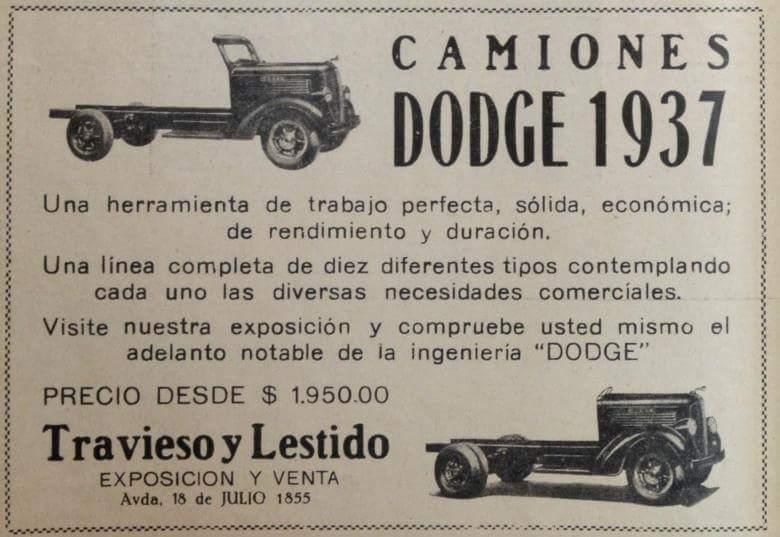 CAMIONES
DODGE 1937
Una herramienta de trabajo perfecta, sólida, económica;
de rendimiento y duración.
Una línea completa de diez diferentes tipos contemplando
cada uno las diversas necesidades comerciales.
Visite nuestra exposición y compruebe usted mismo el
adelanto notable de la ingeniería "DODGE"
PRECIO DESDE $ 1.950.00
Travieso y Lestido
EXPOSICION Y VENTA
Avda. 18 de JULIO 1855